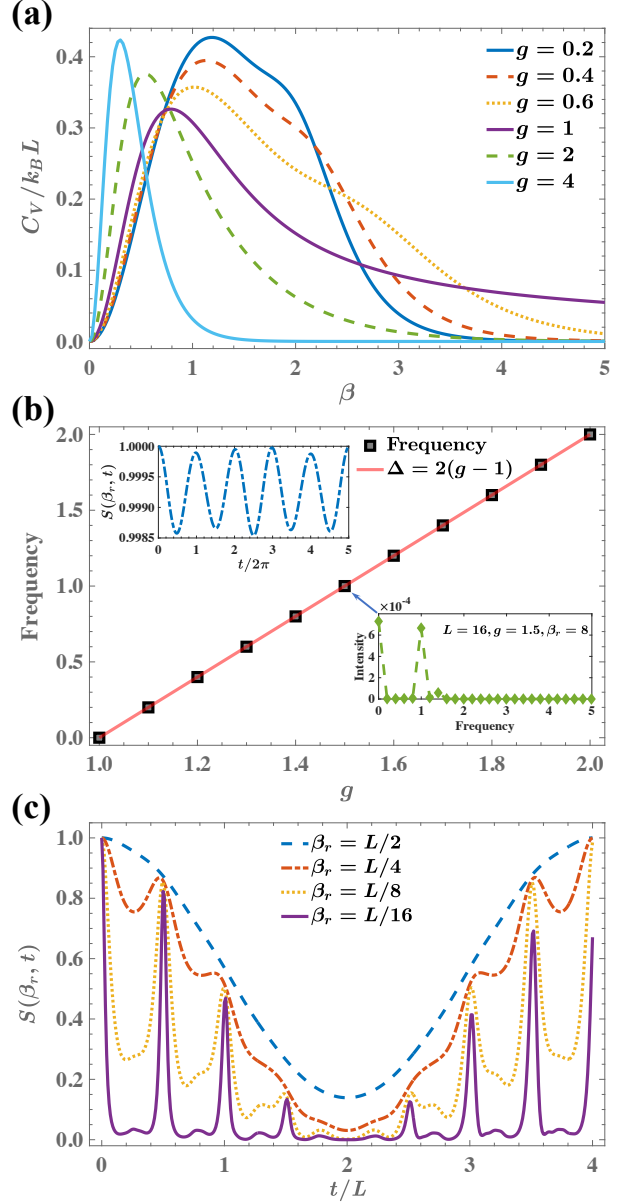 (a)
0.4
0.3
0.2
0.1
0.0
C_V/k_B L
g = 0.2
g = 0.4
g = 0.6
g = 1
g = 2
g = 4
0 1 2 3 4 5
β
(b)
2.0
1.5
1.0
0.5
0.0
Frequency
1.0000
0.9995
0.9990
0.9985
S(β_r, t)
0 1 2 3 4 5
t/2π
Frequency
Δ = 2(g − 1)
×10⁻⁴
6
4
2
0
Intensity
L = 16, g = 1.5, β_r = 8
0 1 2 3 4 5
Frequency
1.0 1.2 1.4 1.6 1.8 2.0
g
(c)
1.0
0.8
0.6
0.4
0.2
0.0
S(β_r, t)
β_r = L/2
β_r = L/4
β_r = L/8
β_r = L/16
0 1 2 3 4
t/L